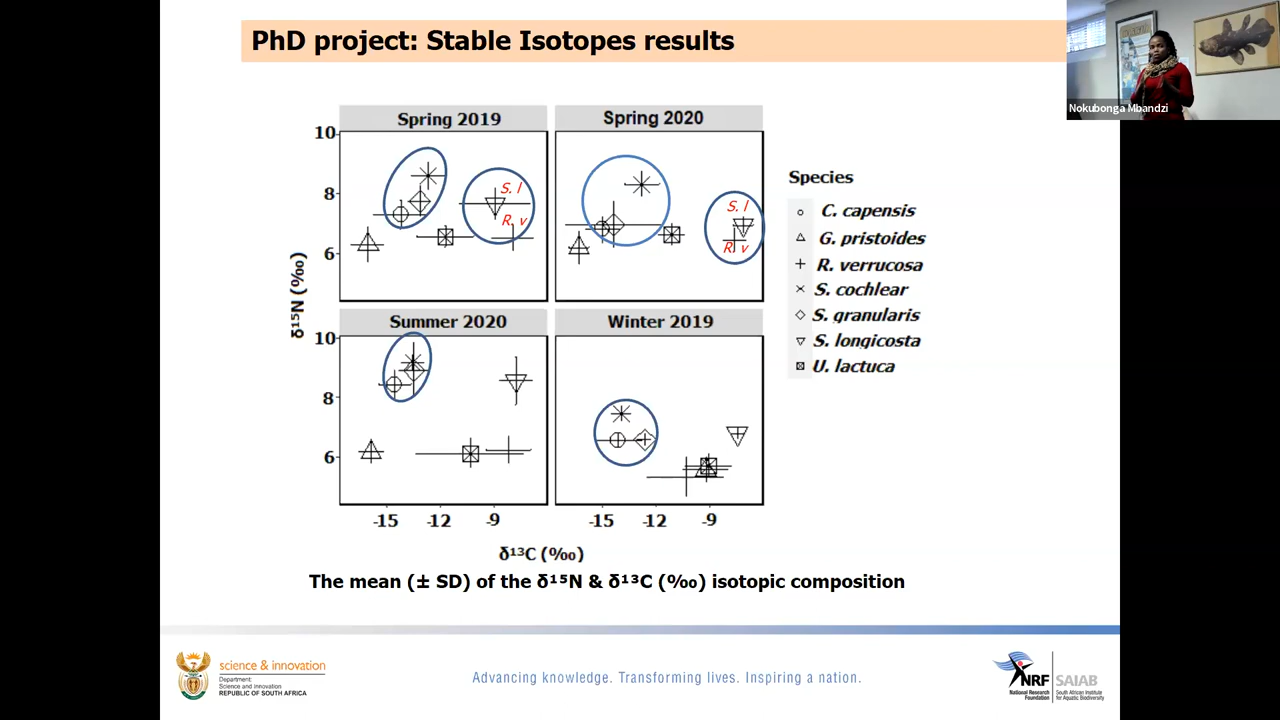 PhD project: Stable Isotopes results
Nokubonga Mbandzi
Spring 2019
Spring 2020
10
8
6
S. l
R. v
S. l
R. v
Species
C. capensis
G. pristoides
R. verrucosa
S. cochlear
S. granularis
S. longicosta
U. lactuca
δ¹⁵N (‰)
Summer 2020
Winter 2019
10
8
6
-15 -12 -9
-15 -12 -9
δ¹³C (‰)
The mean (± SD) of the δ¹⁵N & δ¹³C (‰) isotopic composition
science & innovation
Department:
Science and innovation
REPUBLIC OF SOUTH AFRICA
Advancing knowledge. Transforming lives. Inspiring a nation.
NRF SAIAB
National Research Foundation
South African Institute for Aquatic Biodiversity